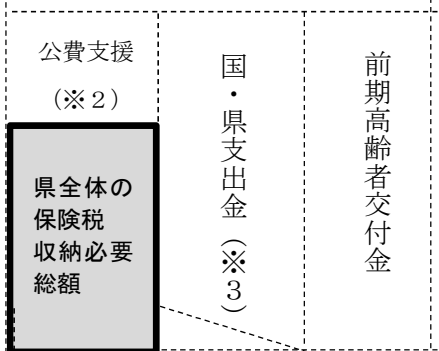 公費支援
（※２）
県全体の
保険税
収納必要
総額
国・県支出金（※３）
前期高齢者交付金